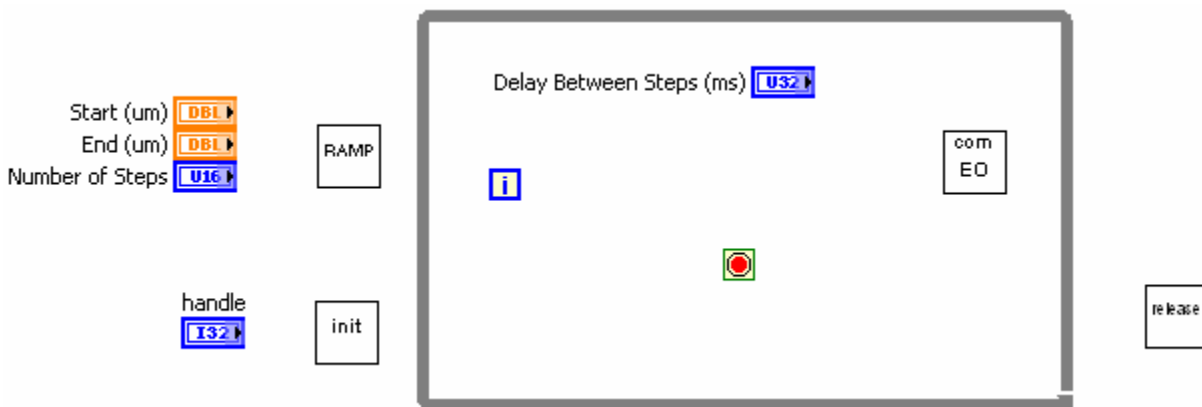 Start (um) DBL
End (um) DBL
Number of Steps U16
RAMP
handle
I32
init
Delay Between Steps (ms) U32
i
com
EO
release